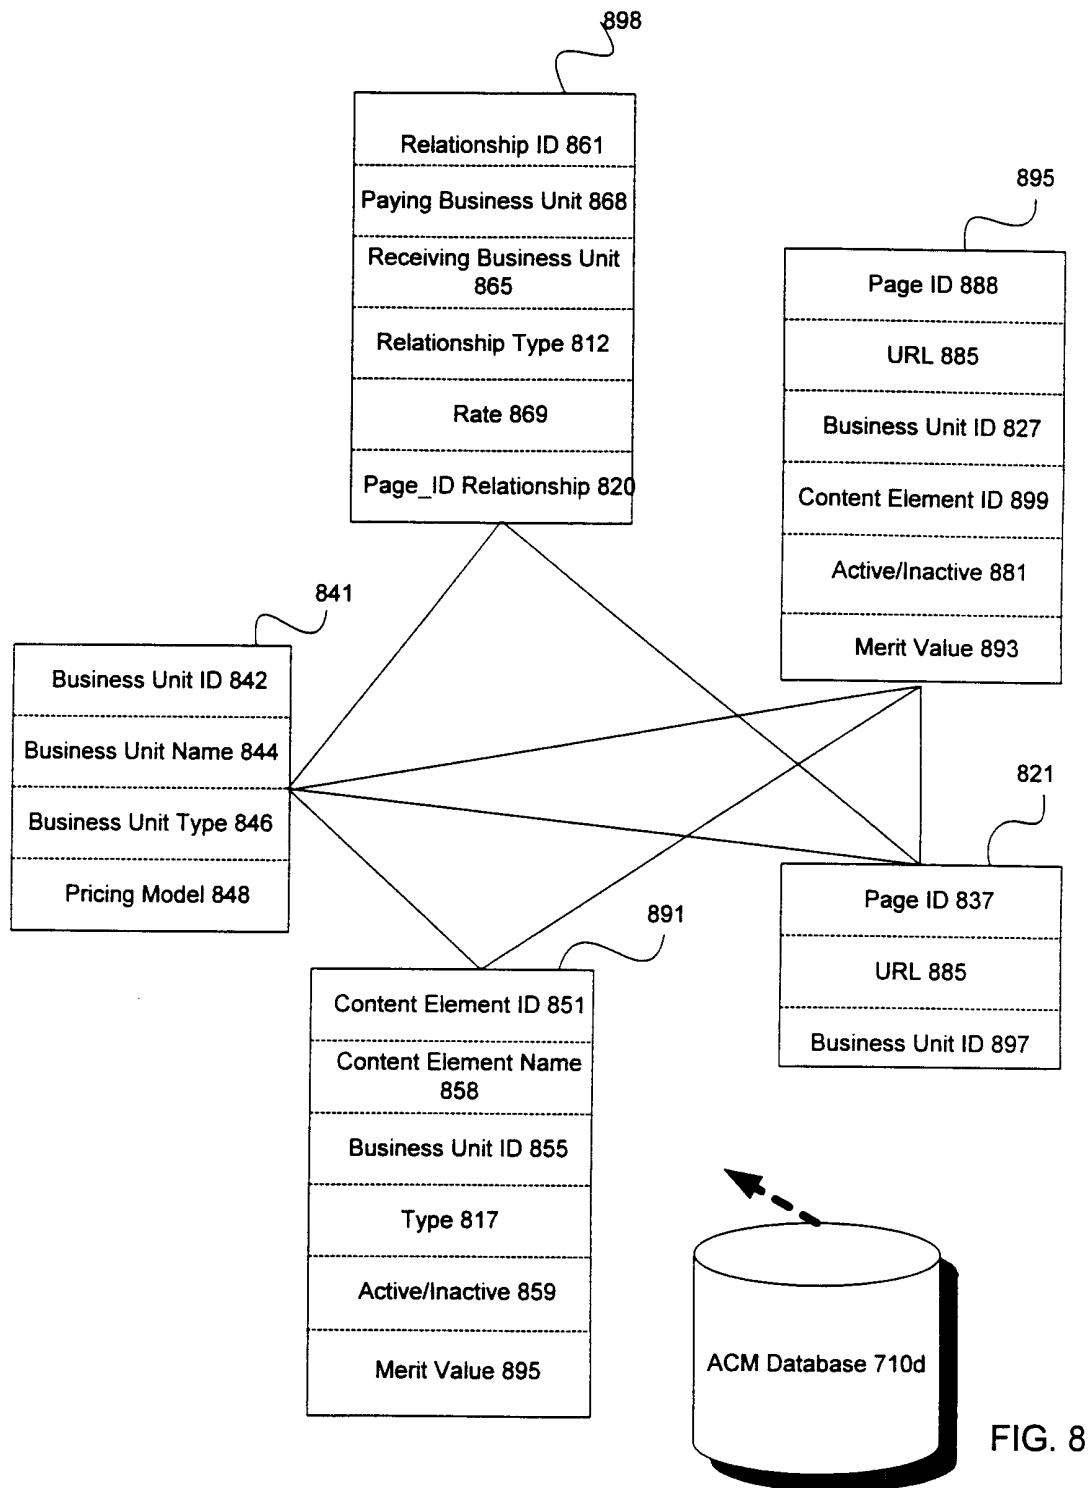 898
Relationship ID 861
Paying Business Unit 868
Receiving Business Unit
865
Relationship Type 812
Rate 869
Page_ID Relationship 820
895
Page ID 888
URL 885
Business Unit ID 827
Content Element ID 899
Active/Inactive 881
Merit Value 893
841
Business Unit ID 842
Business Unit Name 844
Business Unit Type 846
Pricing Model 848
821
Page ID 837
URL 885
Business Unit ID 897
891
Content Element ID 851
Content Element Name
858
Business Unit ID 855
Type 817
Active/Inactive 859
Merit Value 895
ACM Database 710d
FIG. 8